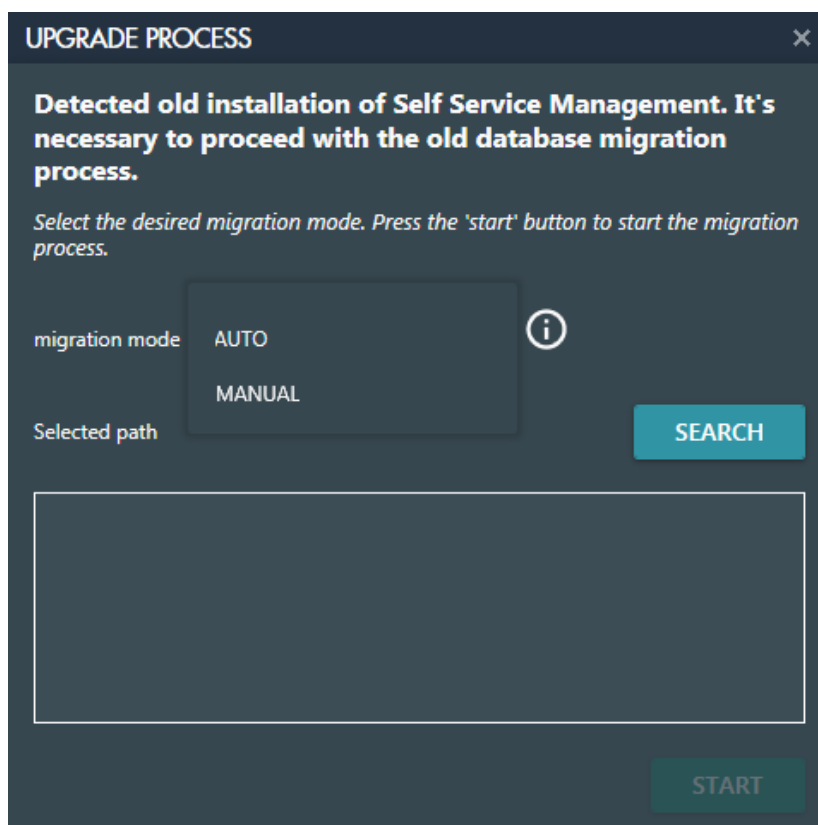 UPGRADE PROCESS
Detected old installation of Self Service Management. It's
necessary to proceed with the old database migration
process.
Select the desired migration mode. Press the 'start' button to start the migration
process.
migration mode
AUTO
MANUAL
Selected path
SEARCH
START